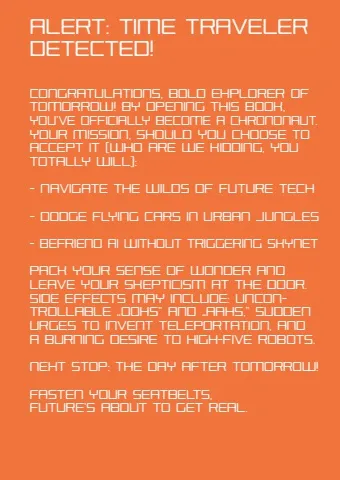 ALERT: TIME TRAVELER
DETECTED!
CONGRATULATIONS, BOLD EXPLORER OF
TOMORROW! BY OPENING THIS BOOK,
YOU'VE OFFICIALLY BECOME A CHRONONAUT.
YOUR MISSION, SHOULD YOU CHOOSE TO
ACCEPT IT (WHO ARE WE KIDDING, YOU
TOTALLY WILL):
- NAVIGATE THE WILDS OF FUTURE TECH
- DODGE FLYING CARS IN URBAN JUNGLES
- BEFRIEND AI WITHOUT TRIGGERING SKYNET
PACK YOUR SENSE OF WONDER AND
LEAVE YOUR SKEPTICISM AT THE DOOR.
SIDE EFFECTS MAY INCLUDE: UNCON-
TROLLABLE „OOHS“ AND „AAHS,“ SUDDEN
URGES TO INVENT TELEPORTATION, AND
A BURNING DESIRE TO HIGH-FIVE ROBOTS.
NEXT STOP: THE DAY AFTER TOMORROW!
FASTEN YOUR SEATBELTS,
FUTURE'S ABOUT TO GET REAL.